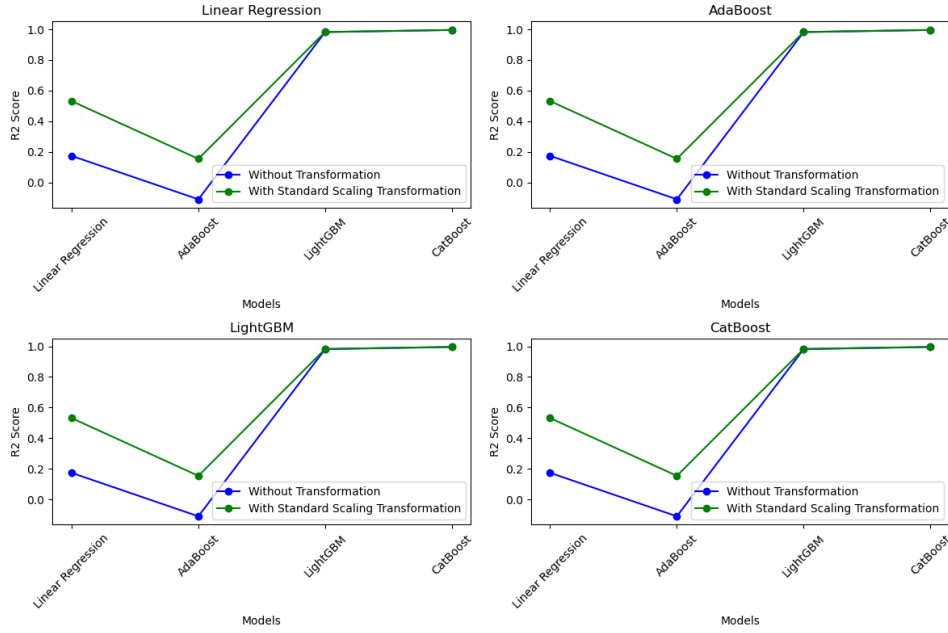 Linear Regression
1.0
0.8
0.6
0.4
0.2
0.0
R2 Score
Without Transformation
With Standard Scaling Transformation
Linear Regression
AdaBoost
LightGBM
CatBoost
Models
AdaBoost
1.0
0.8
0.6
0.4
0.2
0.0
R2 Score
Without Transformation
With Standard Scaling Transformation
Linear Regression
AdaBoost
LightGBM
CatBoost
Models
LightGBM
1.0
0.8
0.6
0.4
0.2
0.0
R2 Score
Without Transformation
With Standard Scaling Transformation
Linear Regression
AdaBoost
LightGBM
CatBoost
Models
CatBoost
1.0
0.8
0.6
0.4
0.2
0.0
R2 Score
Without Transformation
With Standard Scaling Transformation
Linear Regression
AdaBoost
LightGBM
CatBoost
Models